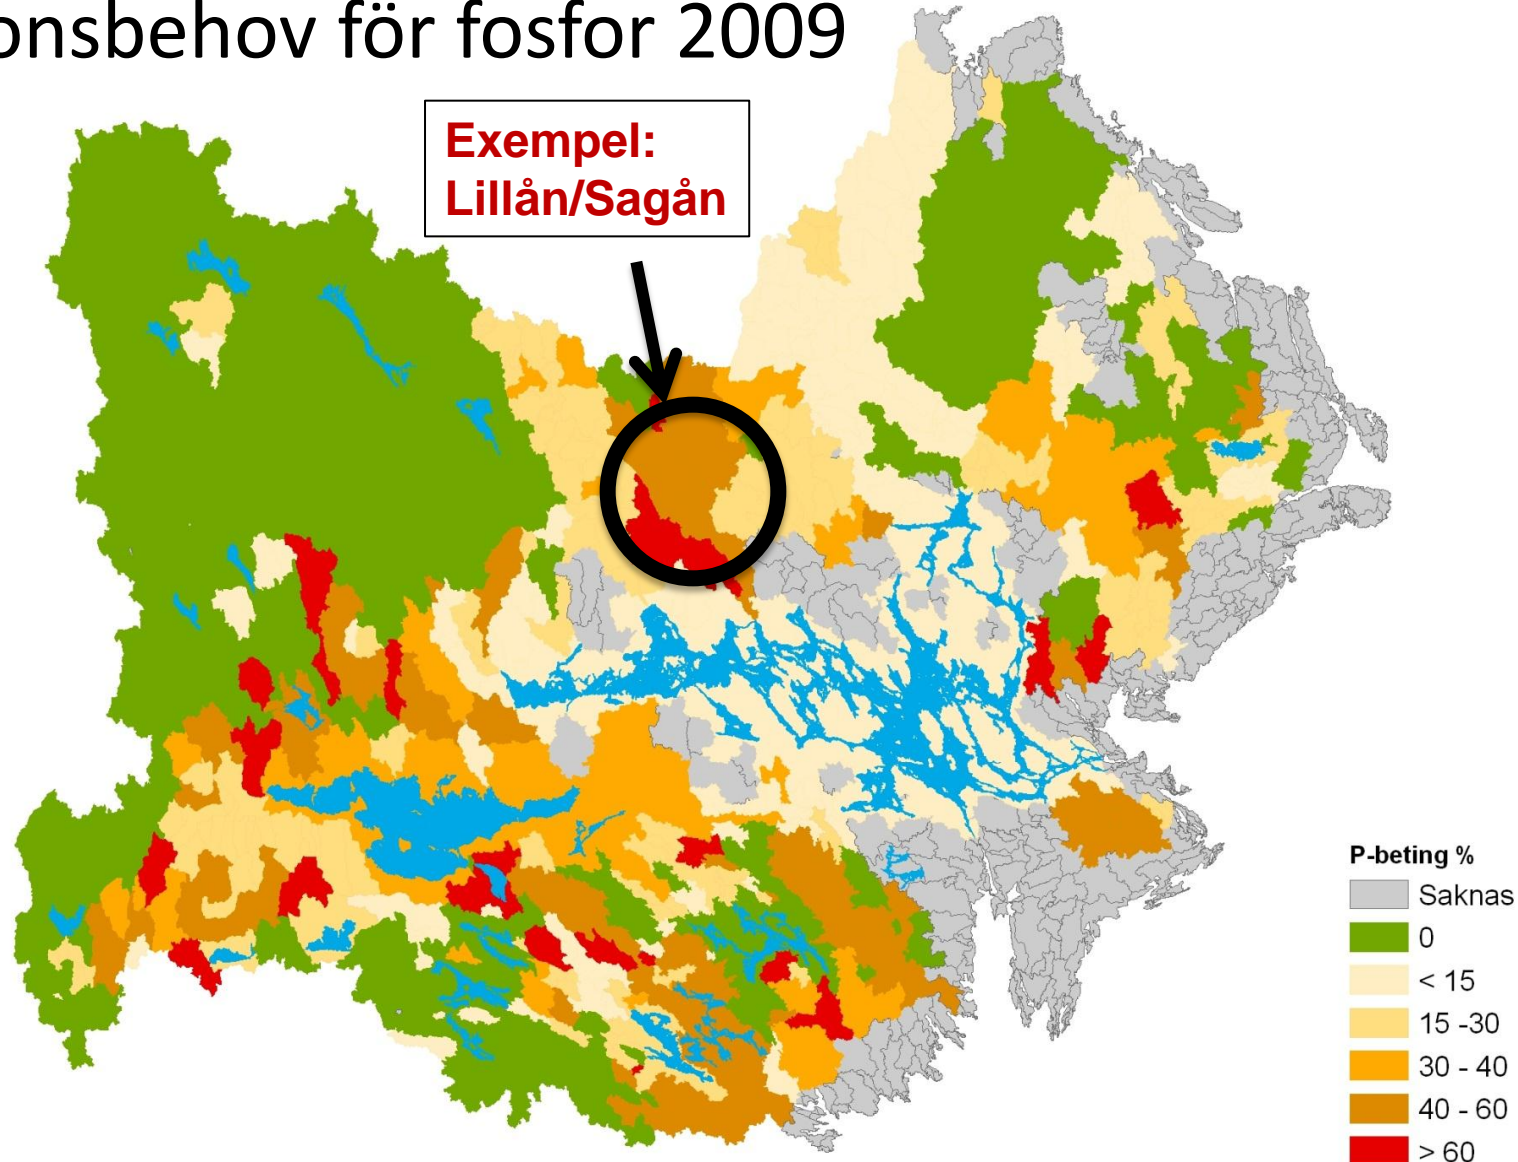 onsbehov för fosfor 2009
Exempel:
Lillån/Sagån
P-beting %
Saknas
0
< 15
15 -30
30 - 40
40 - 60
> 60